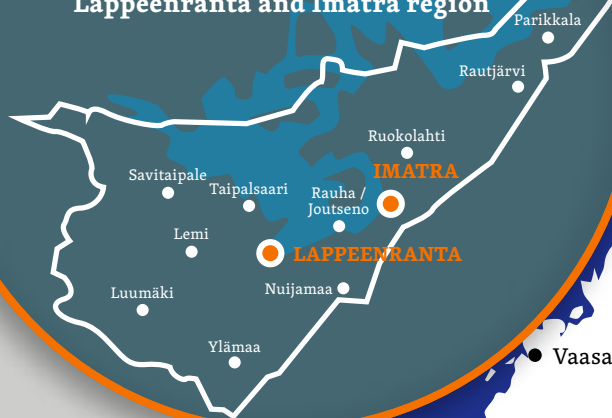 Lappeenranta and Imatra region
Parikkala
Rautjärvi
Ruokolahti
IMATRA
Savitaipale
Taipalsaari
Rauha /
Joutseno
Lemi
LAPPEENRANTA
Nuijamaa
Luumäki
Ylämaa
Vaasa